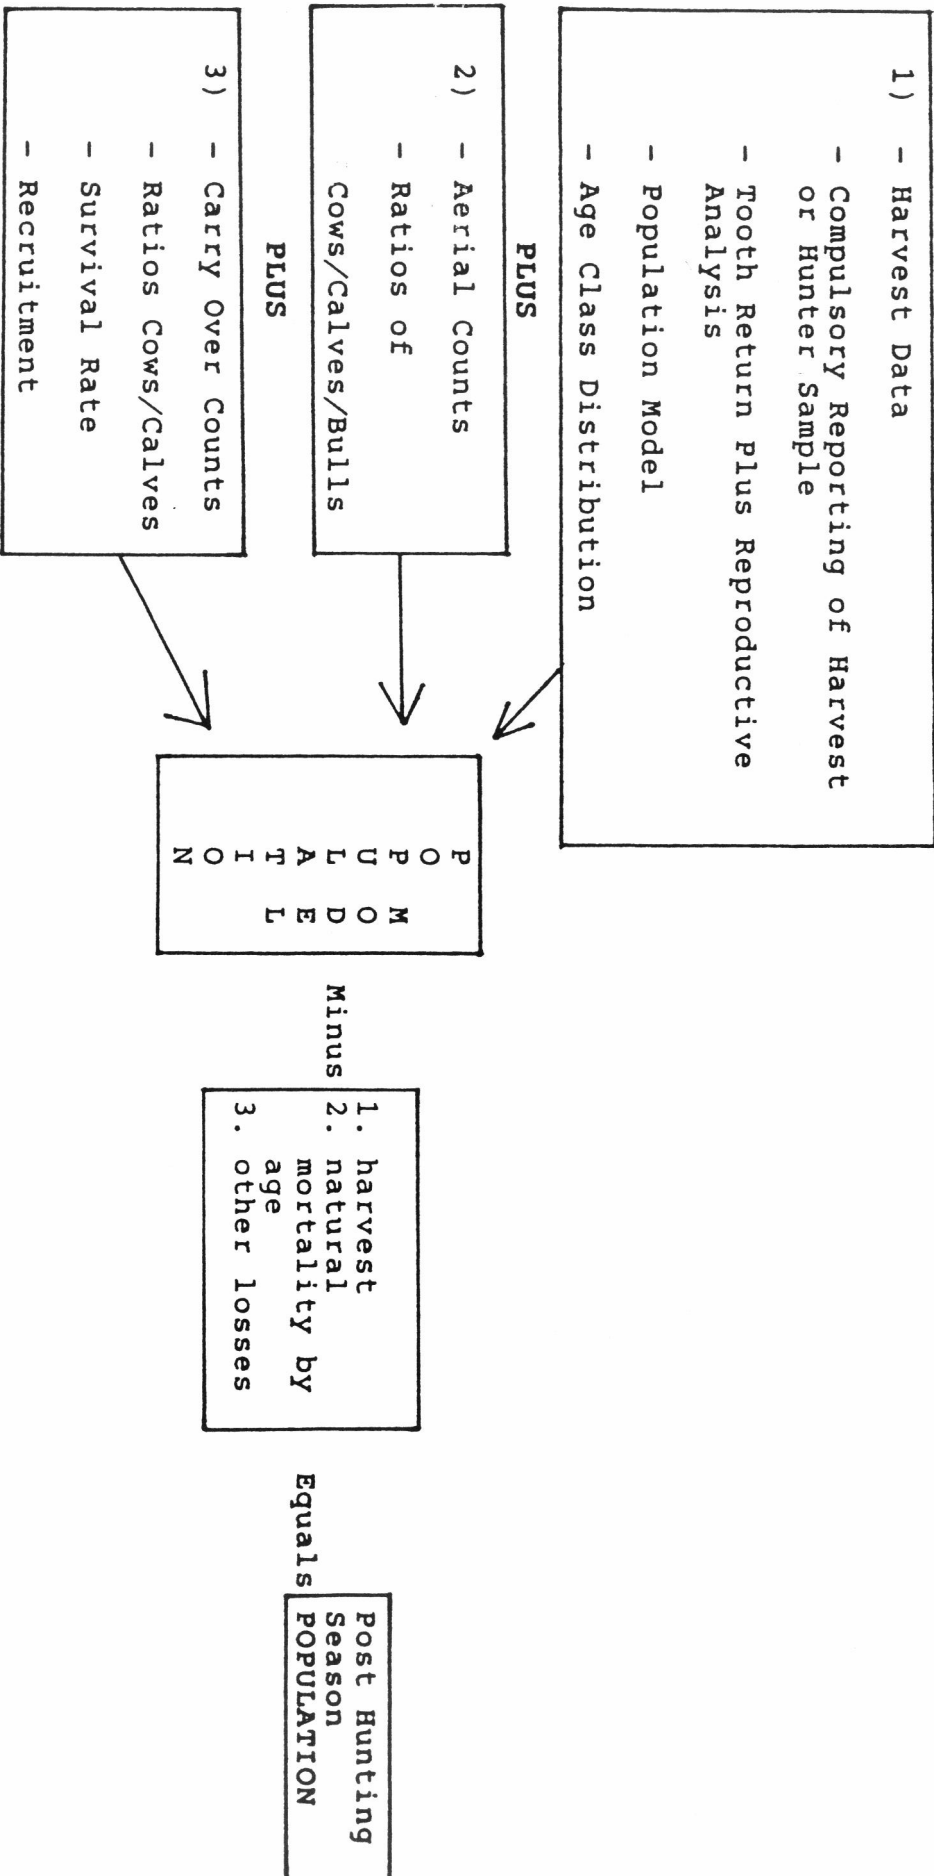 1) - Harvest Data
- Compulsory Reporting of Harvest
or Hunter Sample
- Tooth Return Plus Reproductive
Analysis
- Population Model
- Age Class Distribution
PLUS
2) - Aerial Counts
- Ratios of
Cows/Calves/Bulls
PLUS
3) - Carry Over Counts
- Ratios Cows/Calves
- Survival Rate
- Recruitment
P
O
P M
U O
L D
A E
T L
I
O
N
Minus
1. harvest
2. natural
mortality by
age
3. other losses
Equals
Post Hunting
Season
POPULATION